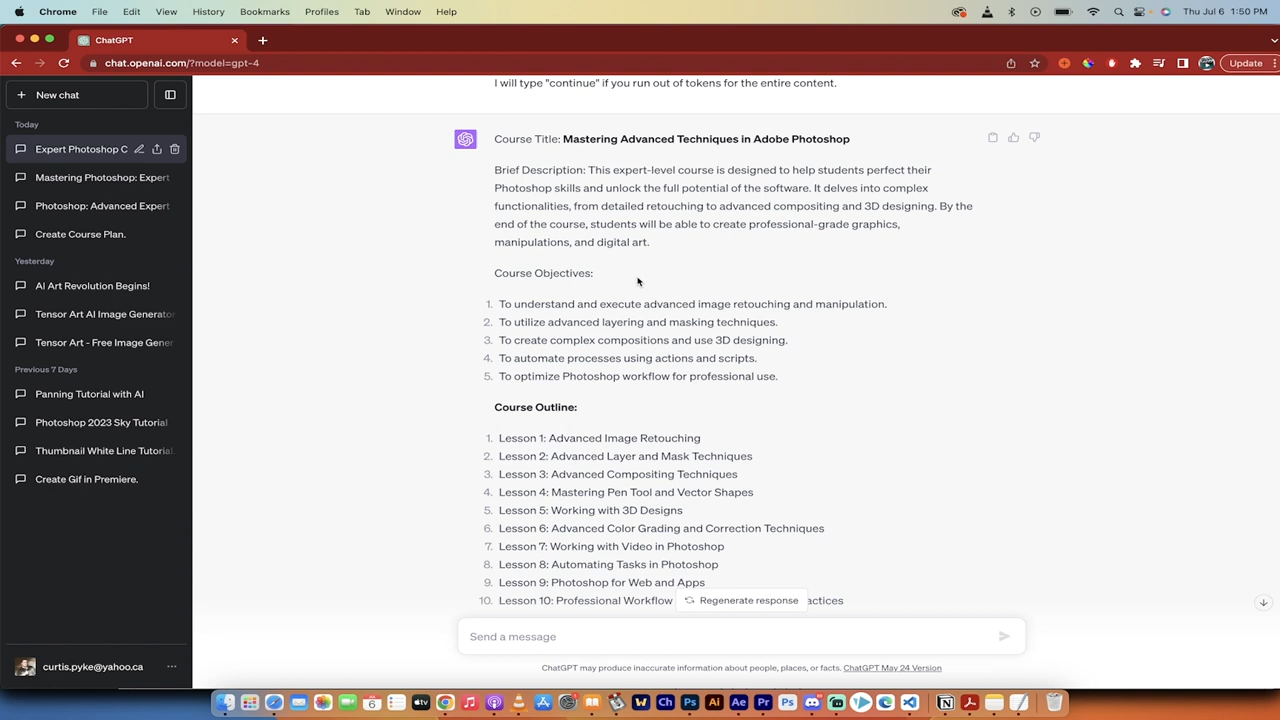 Chrome File Edit View History Bookmarks Profiles Tab Window Help Thu Jul 6 1:50 PM
ChatGPT
chat.openai.com/?model=gpt-4 Update
New chat
Today
Expert Photoshop C
Mastering Photoshop: Expert
Photoshop: Advanced Expert
Create Course Plan.
Yesterday
AI Art Revolution Begins!
Tensor Art AI Image Generator
Tensor Art - Free Image Gener
Previous 7 Days
Panning Tutorial with AI
Photoshop 2023 Sky Tutorial
Thumbnail White Line Tutorial.
Create Gif in Premiere.
curtis.pyke@yahoo.ca
I will type "continue" if you run out of tokens for the entire content.
Course Title: Mastering Advanced Techniques in Adobe Photoshop
Brief Description: This expert-level course is designed to help students perfect their
Photoshop skills and unlock the full potential of the software. It delves into complex
functionalities, from detailed retouching to advanced compositing and 3D designing. By the
end of the course, students will be able to create professional-grade graphics,
manipulations, and digital art.
Course Objectives:
1. To understand and execute advanced image retouching and manipulation.
2. To utilize advanced layering and masking techniques.
3. To create complex compositions and use 3D designing.
4. To automate processes using actions and scripts.
5. To optimize Photoshop workflow for professional use.
Course Outline:
1. Lesson 1: Advanced Image Retouching
2. Lesson 2: Advanced Layer and Mask Techniques
3. Lesson 3: Advanced Compositing Techniques
4. Lesson 4: Mastering Pen Tool and Vector Shapes
5. Lesson 5: Working with 3D Designs
6. Lesson 6: Advanced Color Grading and Correction Techniques
7. Lesson 7: Working with Video in Photoshop
8. Lesson 8: Automating Tasks in Photoshop
9. Lesson 9: Photoshop for Web and Apps
10. Lesson 10: Professional Workflow actices
Regenerate response
Send a message
ChatGPT may produce inaccurate information about people, places, or facts. ChatGPT May 24 Version
6 tv W Ch Ps Ai Ae Pr Ps N